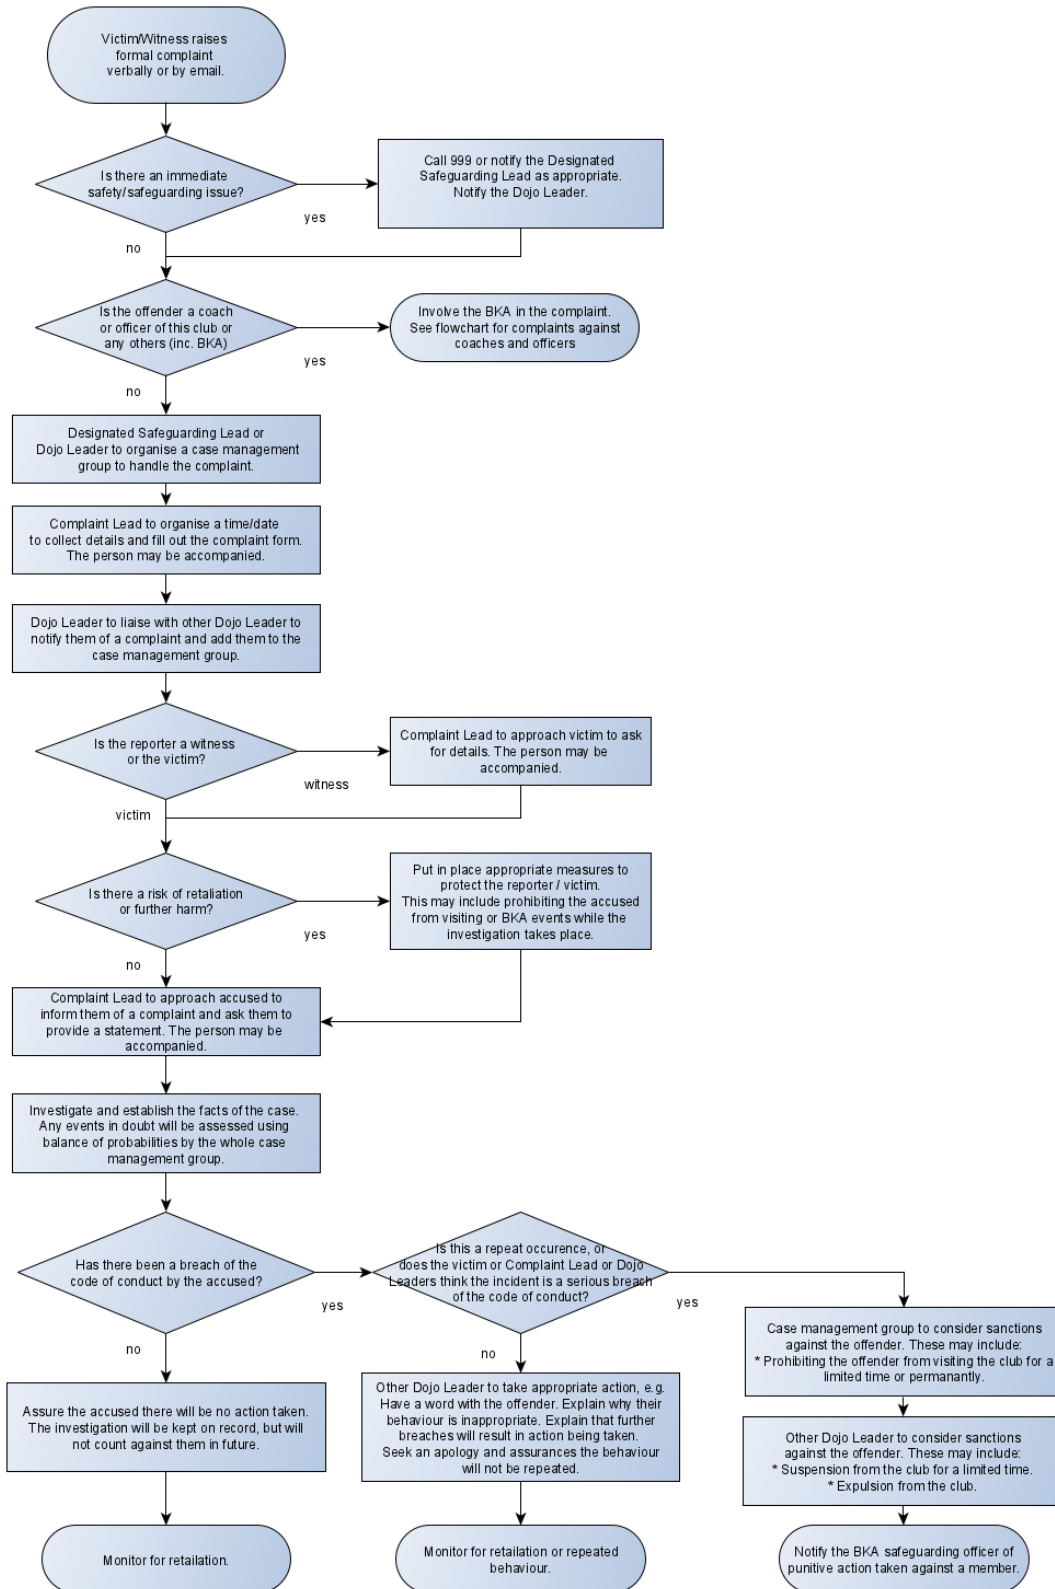 Victim/Witness raises
formal complaint
verbally or by email.
Is there an immediate
safety/safeguarding issue?
yes
Call 999 or notify the Designated
Safeguarding Lead as appropriate.
Notify the Dojo Leader.
no
Is the offender a coach
or officer of this club or
any others (inc. BKA)
yes
Involve the BKA in the complaint.
See flowchart for complaints against
coaches and officers
no
Designated Safeguarding Lead or
Dojo Leader to organise a case management
group to handle the complaint.
Complaint Lead to organise a time/date
to collect details and fill out the complaint form.
The person may be accompanied.
Dojo Leader to liaise with other Dojo Leader to
notify them of a complaint and add them to the
case management group.
Is the reporter a witness
or the victim?
witness
Complaint Lead to approach victim to ask
for details. The person may be
accompanied.
victim
Is there a risk of retaliation
or further harm?
yes
Put in place appropriate measures to
protect the reporter / victim.
This may include prohibiting the accused
from visiting or BKA events while the
investigation takes place.
no
Complaint Lead to approach accused to
inform them of a complaint and ask them to
provide a statement. The person may be
accompanied.
Investigate and establish the facts of the case.
Any events in doubt will be assessed using
balance of probabilities by the whole case
management group.
Has there been a breach of the
code of conduct by the accused?
yes
Is this a repeat occurence, or
does the victim or Complaint Lead or Dojo
Leaders think the incident is a serious breach
of the code of conduct?
yes
no
no
Assure the accused there will be no action taken.
The investigation will be kept on record, but will
not count against them in future.
Other Dojo Leader to take appropriate action, e.g.
Have a word with the offender. Explain why their
behaviour is inappropriate. Explain that further
breaches will result in action being taken.
Seek an apology and assurances the behaviour
will not be repeated.
Case management group to consider sanctions
against the offender. These may include:
* Prohibiting the offender from visiting the club for a
limited time or permanantly.
Other Dojo Leader to consider sanctions
against the offender. These may include:
* Suspension from the club for a limited time.
* Expulsion from the club.
Monitor for retailation.
Monitor for retailation or repeated
behaviour.
Notify the BKA safeguarding officer of
punitive action taken against a member.